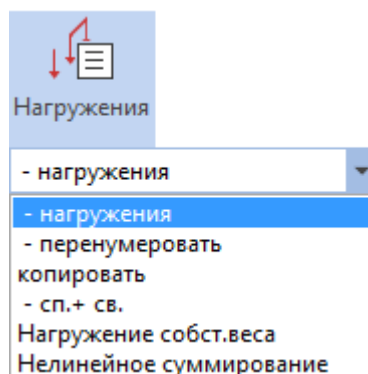 Нагружения
- нагружения
- нагружения
- перенумеровать
копировать
- сп.+ св.
Нагружение собст.веса
Нелинейное суммирование